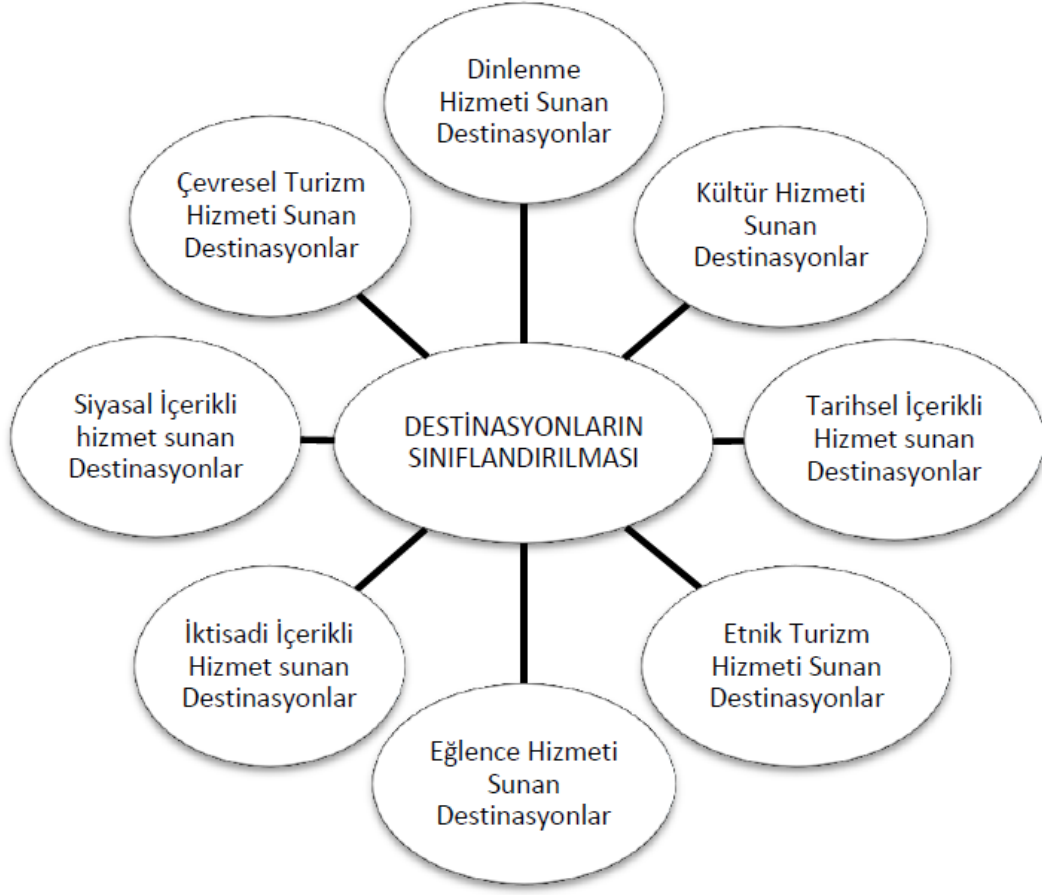 Dinlenme
Hizmeti Sunan
Destinasyonlar
Çevresel Turizm
Hizmeti Sunan
Destinasyonlar
Kültür Hizmeti
Sunan
Destinasyonlar
Siyasal İçerikli
hizmet sunan
Destinasyonlar
DESTİNASYONLARIN
SINIFLANDIRILMASI
Tarihsel İçerikli
Hizmet sunan
Destinasyonlar
İktisadi İçerikli
Hizmet sunan
Destinasyonlar
Etnik Turizm
Hizmeti Sunan
Destinasyonlar
Eğlence Hizmeti
Sunan
Destinasyonlar